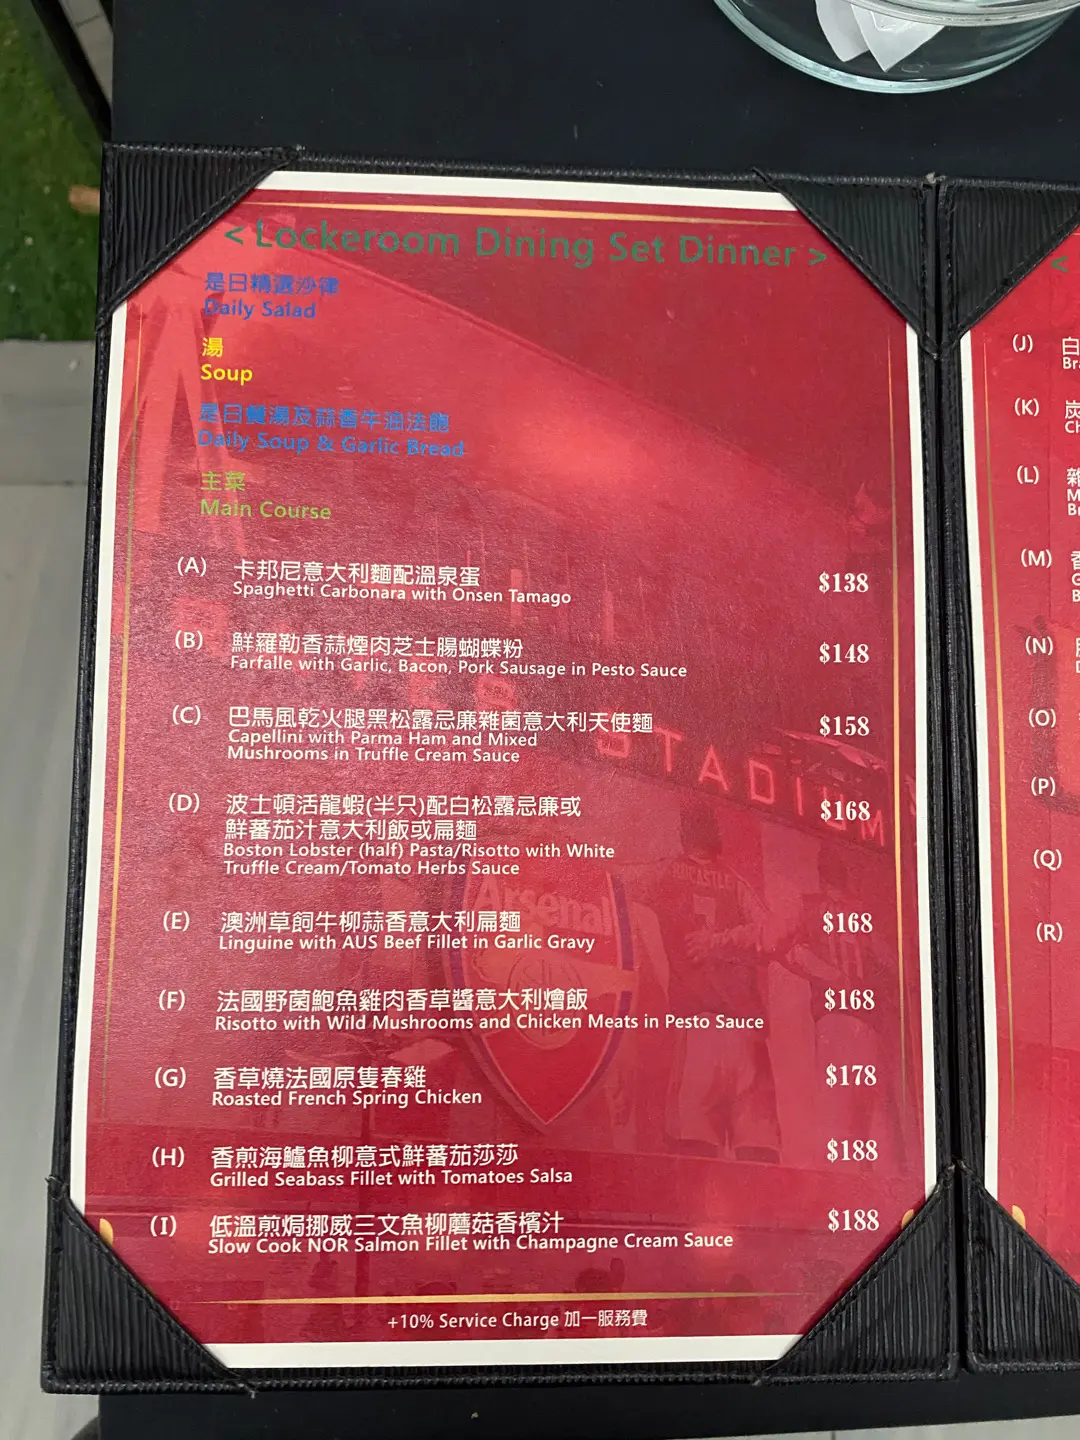 < Lockeroom Dining Set Dinner >
是日精選沙律
Daily Salad
湯
Soup
是日餐湯及蒜香牛油法飽
Daily Soup & Garlic Bread
主菜
Main Course
(A) 卡邦尼意大利麵配溫泉蛋 $138
Spaghetti Carbonara with Onsen Tamago
(B) 鮮羅勒香蒜煙肉芝士腸蝴蝶粉 $148
Farfalle with Garlic, Bacon, Pork Sausage in Pesto Sauce
(C) 巴馬風乾火腿黑松露忌廉雜菌意大利天使麵 $158
Capellini with Parma Ham and Mixed
Mushrooms in Truffle Cream Sauce
(D) 波士頓活龍蝦(半只)配白松露忌廉或 $168
鮮蕃茄汁意大利飯或扁麵
Boston Lobster (half) Pasta/Risotto with White
Truffle Cream/Tomato Herbs Sauce
(E) 澳洲草飼牛柳蒜香意大利扁麵 $168
Linguine with AUS Beef Fillet in Garlic Gravy
(F) 法國野菌鮑魚雞肉香草醬意大利燴飯 $168
Risotto with Wild Mushrooms and Chicken Meats in Pesto Sauce
(G) 香草燒法國原隻春雞 $178
Roasted French Spring Chicken
(H) 香煎海鱸魚柳意式鮮蕃茄莎莎 $188
Grilled Seabass Fillet with Tomatoes Salsa
(I) 低溫煎焗挪威三文魚柳蘑菇香檳汁 $188
Slow Cook NOR Salmon Fillet with Champagne Cream Sauce
+10% Service Charge 加一服務費
STADIUM
Arsenal
<
(J) 白
(K) 炭
(L)
(M)
(N)
(O)
(P)
(Q)
(R)